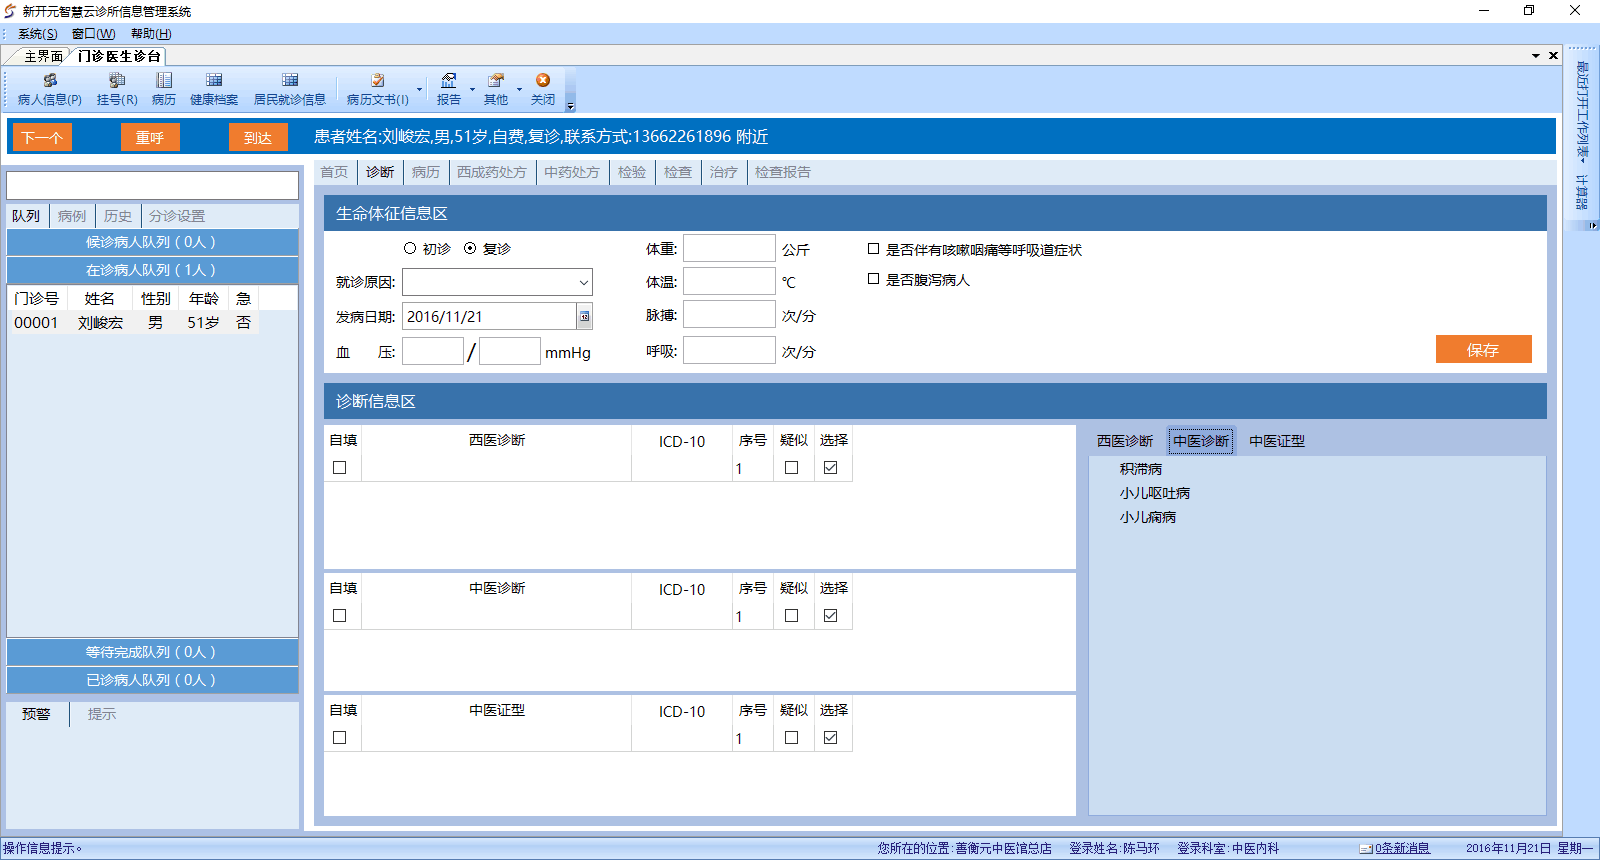 新开元智慧云诊所信息管理系统
系统(S) 窗口(W) 帮助(H)
主界面 门诊医生诊台
病人信息(P) 挂号(R) 病历 健康档案 居民就诊信息 病历文书(I) 报告 其他 关闭
下一个 重呼 到达 患者姓名:刘峻宏,男,51岁,自费,复诊,联系方式:13662261896 附近
首页 诊断 病历 西成药处方 中药处方 检验 检查 治疗 检查报告
队列 病例 历史 分诊设置
候诊病人队列（0人）
在诊病人队列（1人）
门诊号 姓名 性别 年龄 急
00001 刘峻宏 男 51岁 否
等待完成队列（0人）
已诊病人队列（0人）
预警 提示
生命体征信息区
初诊 复诊 体重: 公斤 是否伴有咳嗽咽痛等呼吸道症状
就诊原因: 体温: ℃ 是否腹泻病人
发病日期: 2016/11/21 脉搏: 次/分
血 压: / mmHg 呼吸: 次/分
保存
诊断信息区
自填 西医诊断 ICD-10 序号 疑似 选择
1
自填 中医诊断 ICD-10 序号 疑似 选择
1
自填 中医证型 ICD-10 序号 疑似 选择
1
西医诊断 中医诊断 中医证型
积滞病
小儿呕吐病
小儿痫病
最近打开工作列表
计算器
操作信息提示。 您所在的位置:善衡元中医馆总店 登录姓名:陈马环 登录科室:中医内科 0条新消息 2016年11月21日 星期一